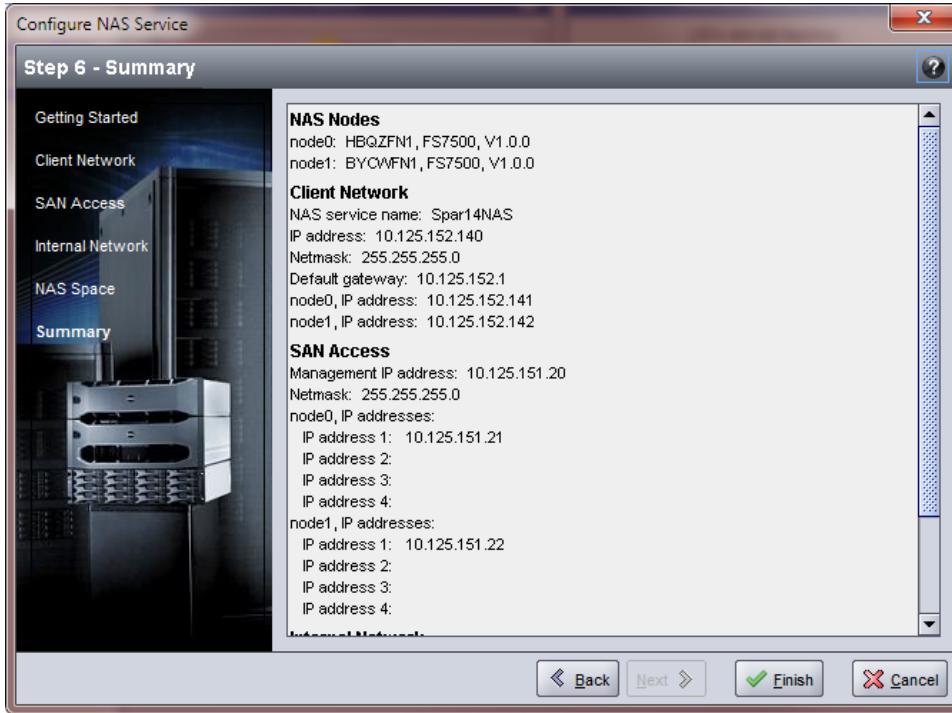 Configure NAS Service
Step 6 - Summary
?
Getting Started
Client Network
SAN Access
Internal Network
NAS Space
Summary
NAS Nodes
node0: HBQZFN1, FS7500, V1.0.0
node1: BYCWFN1, FS7500, V1.0.0
Client Network
NAS service name: Spar14NAS
IP address: 10.125.152.140
Netmask: 255.255.255.0
Default gateway: 10.125.152.1
node0, IP address: 10.125.152.141
node1, IP address: 10.125.152.142
SAN Access
Management IP address: 10.125.151.20
Netmask: 255.255.255.0
node0, IP addresses:
IP address 1: 10.125.151.21
IP address 2:
IP address 3:
IP address 4:
node1, IP addresses:
IP address 1: 10.125.151.22
IP address 2:
IP address 3:
IP address 4:
Internal Network
Back Next Finish Cancel